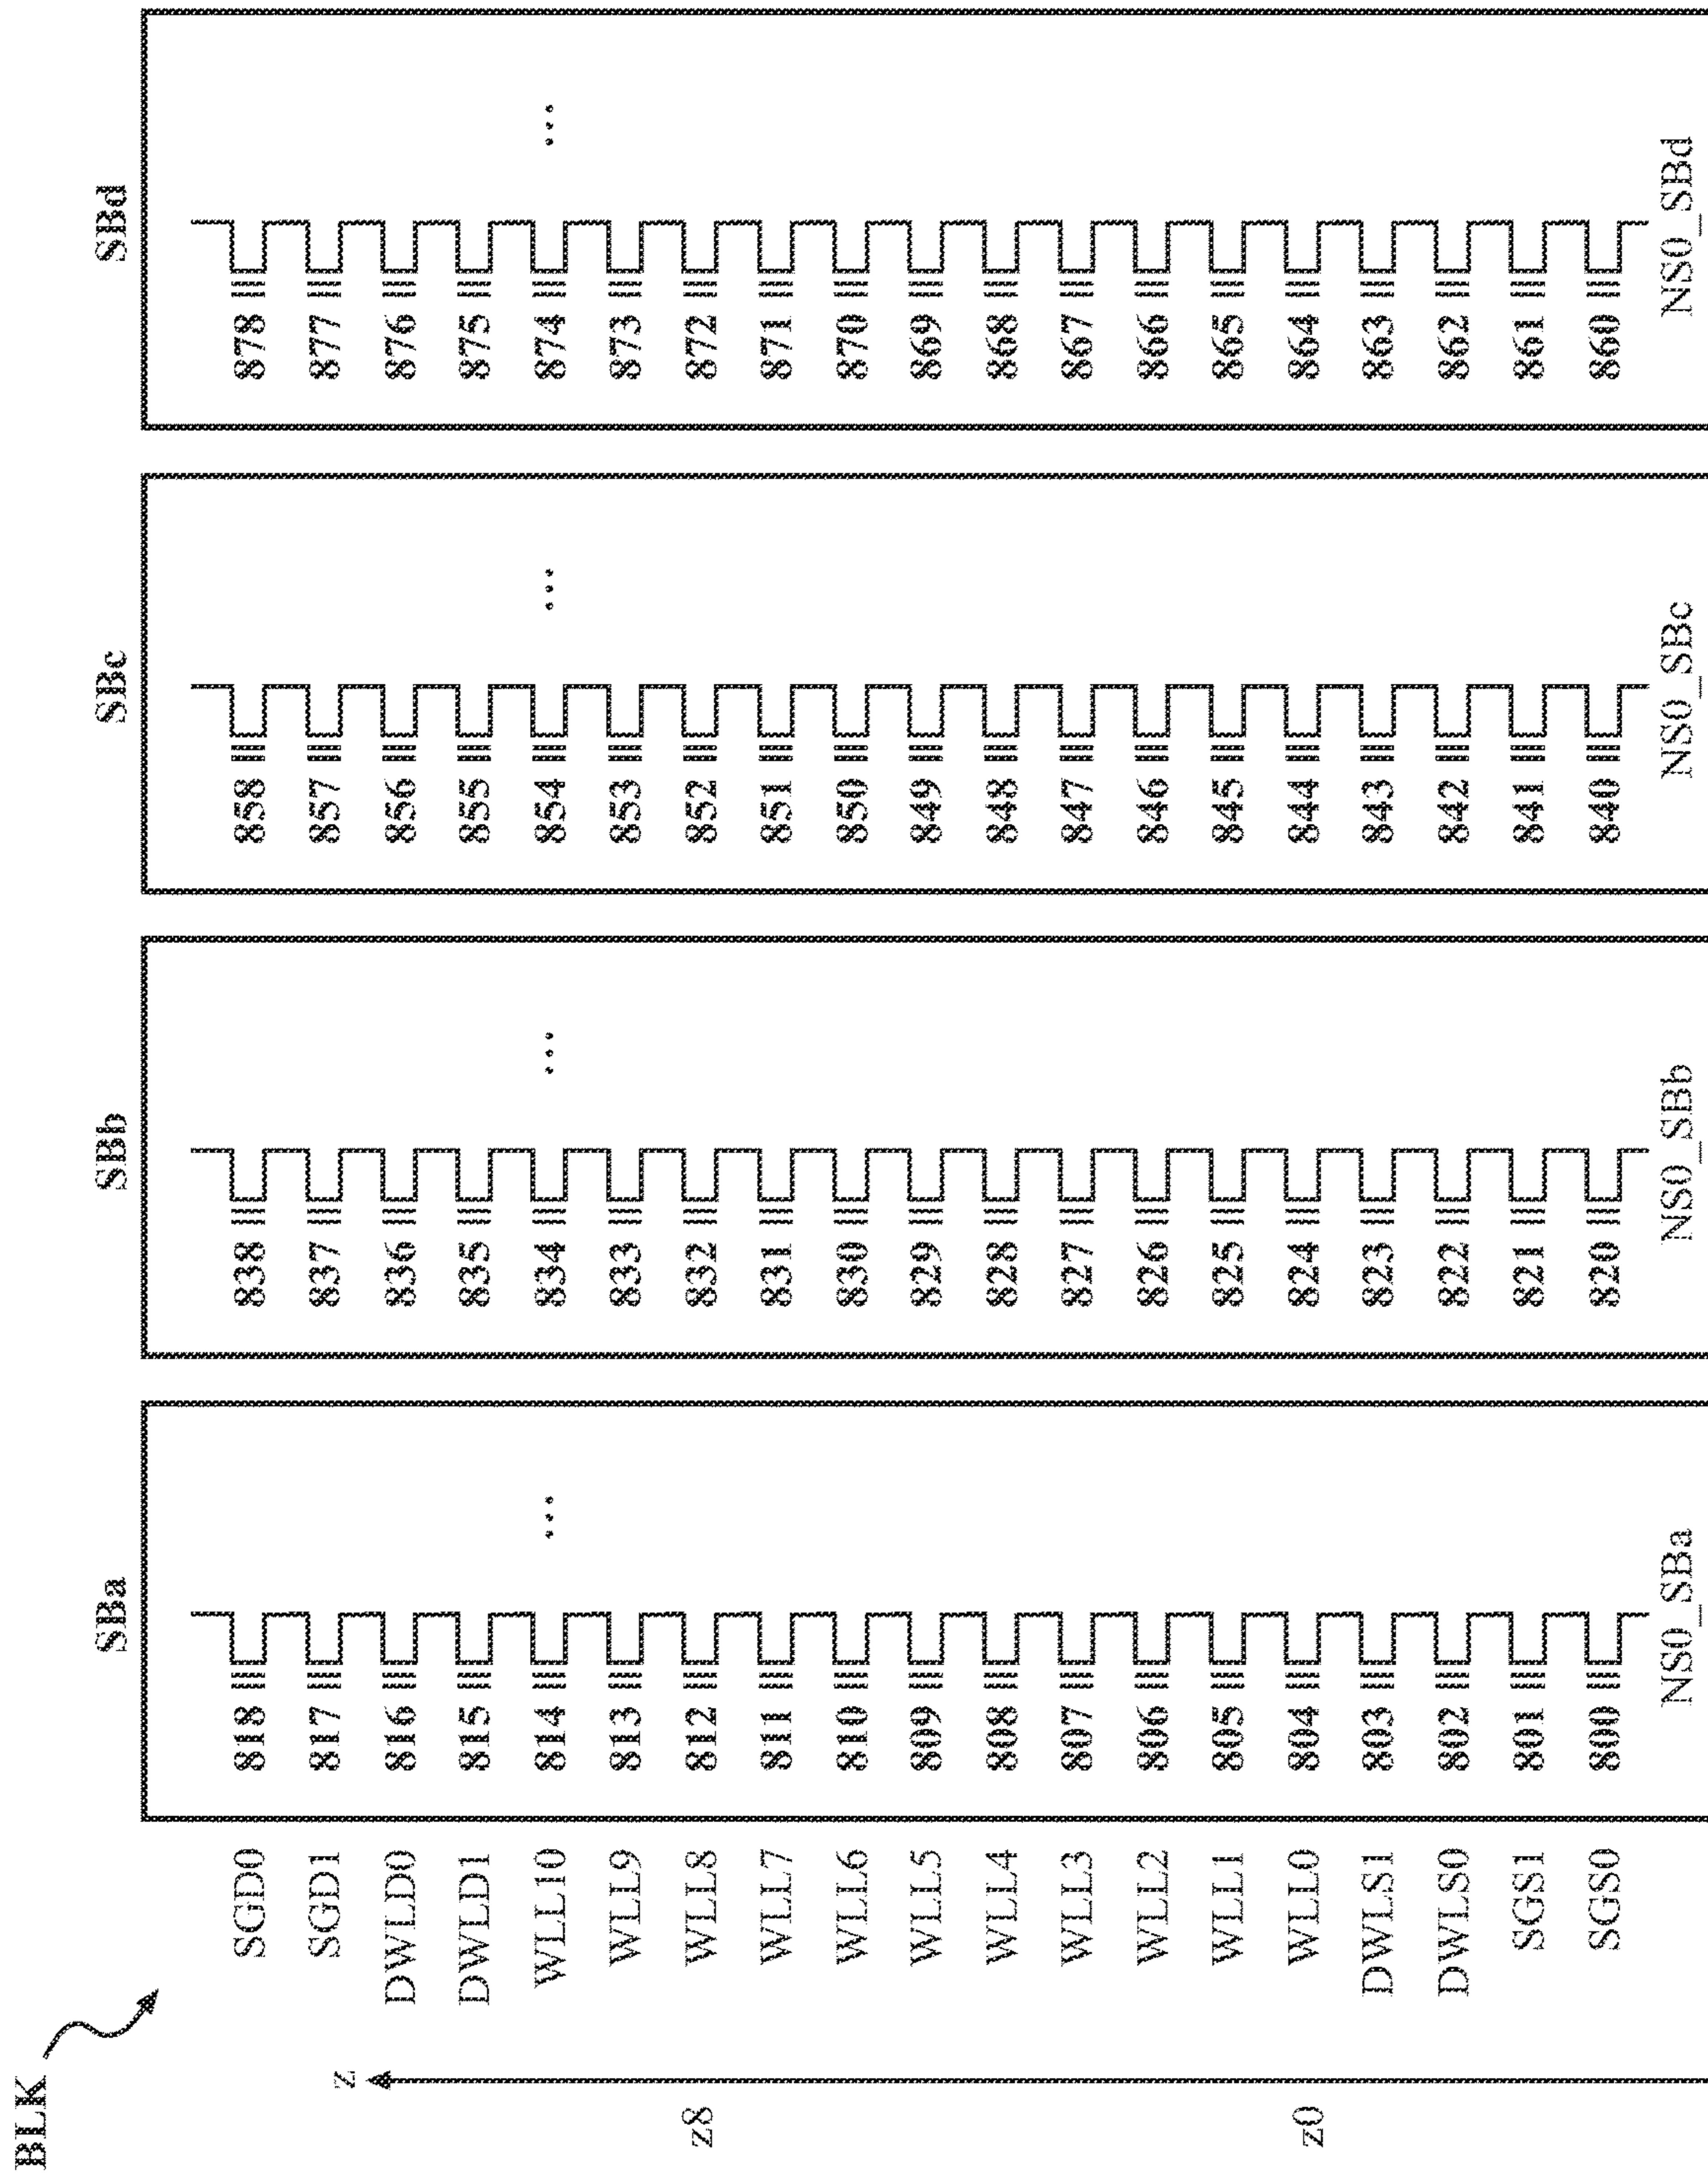 BLK
SBa SBb SBc SBd
SGD0 818 838 858 878
z SGD1 817 837 857 877
DWLD0 816 836 856 876
DWLD1 815 835 855 875
WLL10 814 ... 834 ... 854 ... 874 ...
WLL9 813 833 853 873
z8 WLL8 812 832 852 872
WLL7 811 831 851 871
WLL6 810 830 850 870
WLL5 809 829 849 869
WLL4 808 828 848 868
WLL3 807 827 847 867
WLL2 806 826 846 866
WLL1 805 825 845 865
z0 WLL0 804 824 844 864
DWLS1 803 823 843 863
DWLS0 802 822 842 862
SGS1 801 821 841 861
SGS0 800 820 840 860
NS0_SBa NS0_SBb NS0_SBc NS0_SBd